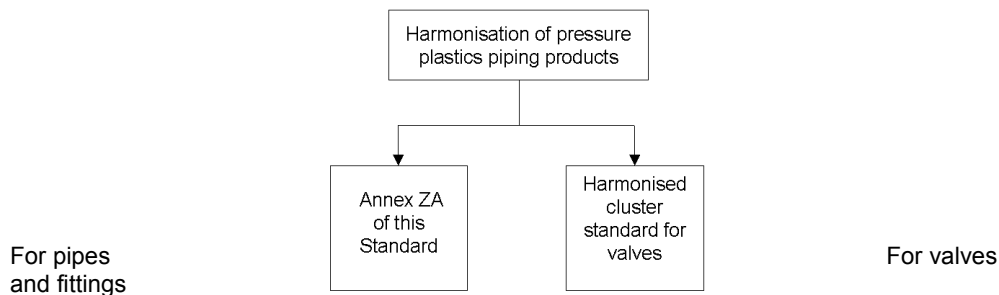 Harmonisation of pressure
plastics piping products
Annex ZA
of this
Standard
Harmonised
cluster
standard for
valves
For pipes
and fittings
For valves